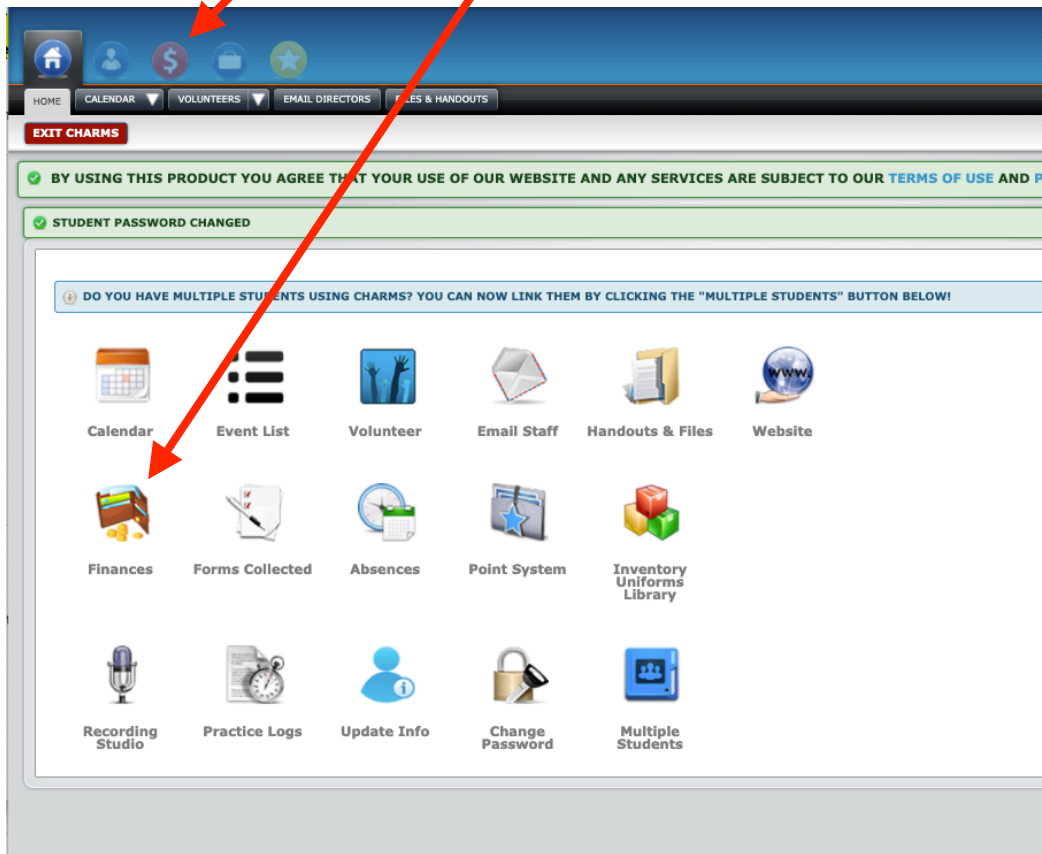 HOME CALENDAR VOLUNTEERS EMAIL DIRECTORS & HANDOUTS
EXIT CHARMS
BY USING THIS PRODUCT YOU AGREE THAT YOUR USE OF OUR WEBSITE AND ANY SERVICES ARE SUBJECT TO OUR TERMS OF USE AND P
STUDENT PASSWORD CHANGED
DO YOU HAVE MULTIPLE STUDENTS USING CHARMS? YOU CAN NOW LINK THEM BY CLICKING THE "MULTIPLE STUDENTS" BUTTON BELOW!
www.
Calendar Event List Volunteer Email Staff Handouts & Files Website
Finances Forms Collected Absences Point System Inventory
Uniforms
Library
Recording Practice Logs Update Info Change Multiple
Studio Password Students